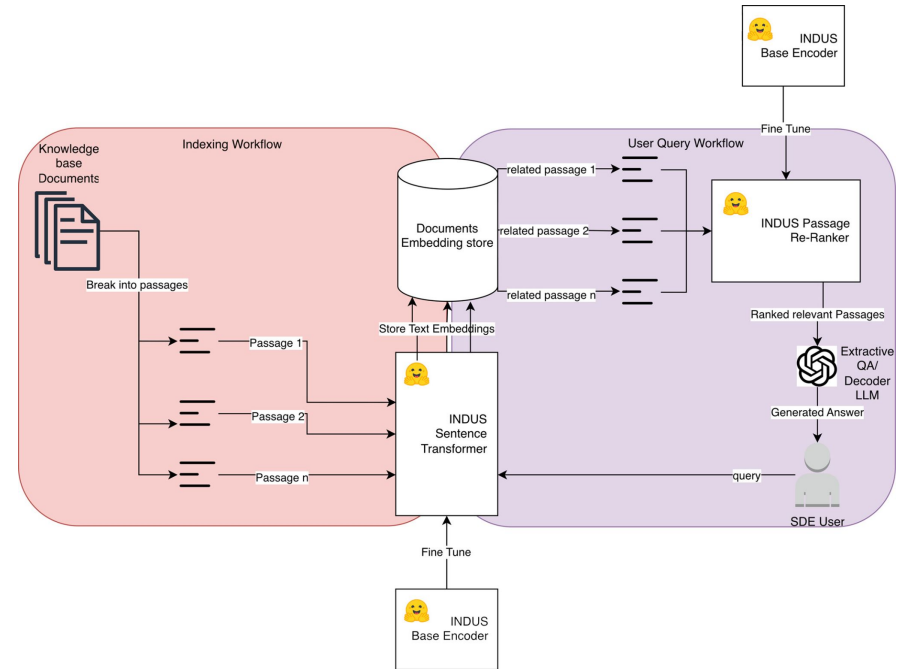 INDUS
Base Encoder
Fine Tune
Indexing Workflow
User Query Workflow
Knowledge
base
Documents
Break into passages
Passage 1
Passage 2
Passage n
Documents
Embedding store
Store Text Embeddings
INDUS
Sentence
Transformer
related passage 1
related passage 2
related passage n
INDUS Passage
Re-Ranker
Ranked relevant Passages
Extractive
QA/
Decoder
LLM
Generated Answer
query
SDE User
Fine Tune
INDUS
Base Encoder